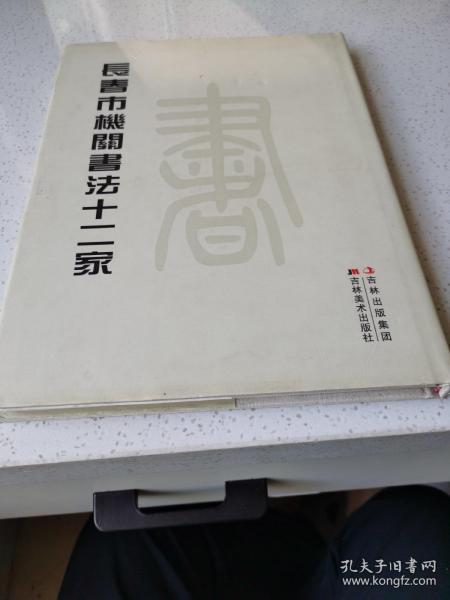 長春市機關書法十二家
書
吉林出版集团
吉林美术出版社
孔夫子旧书网
www.kongfz.com